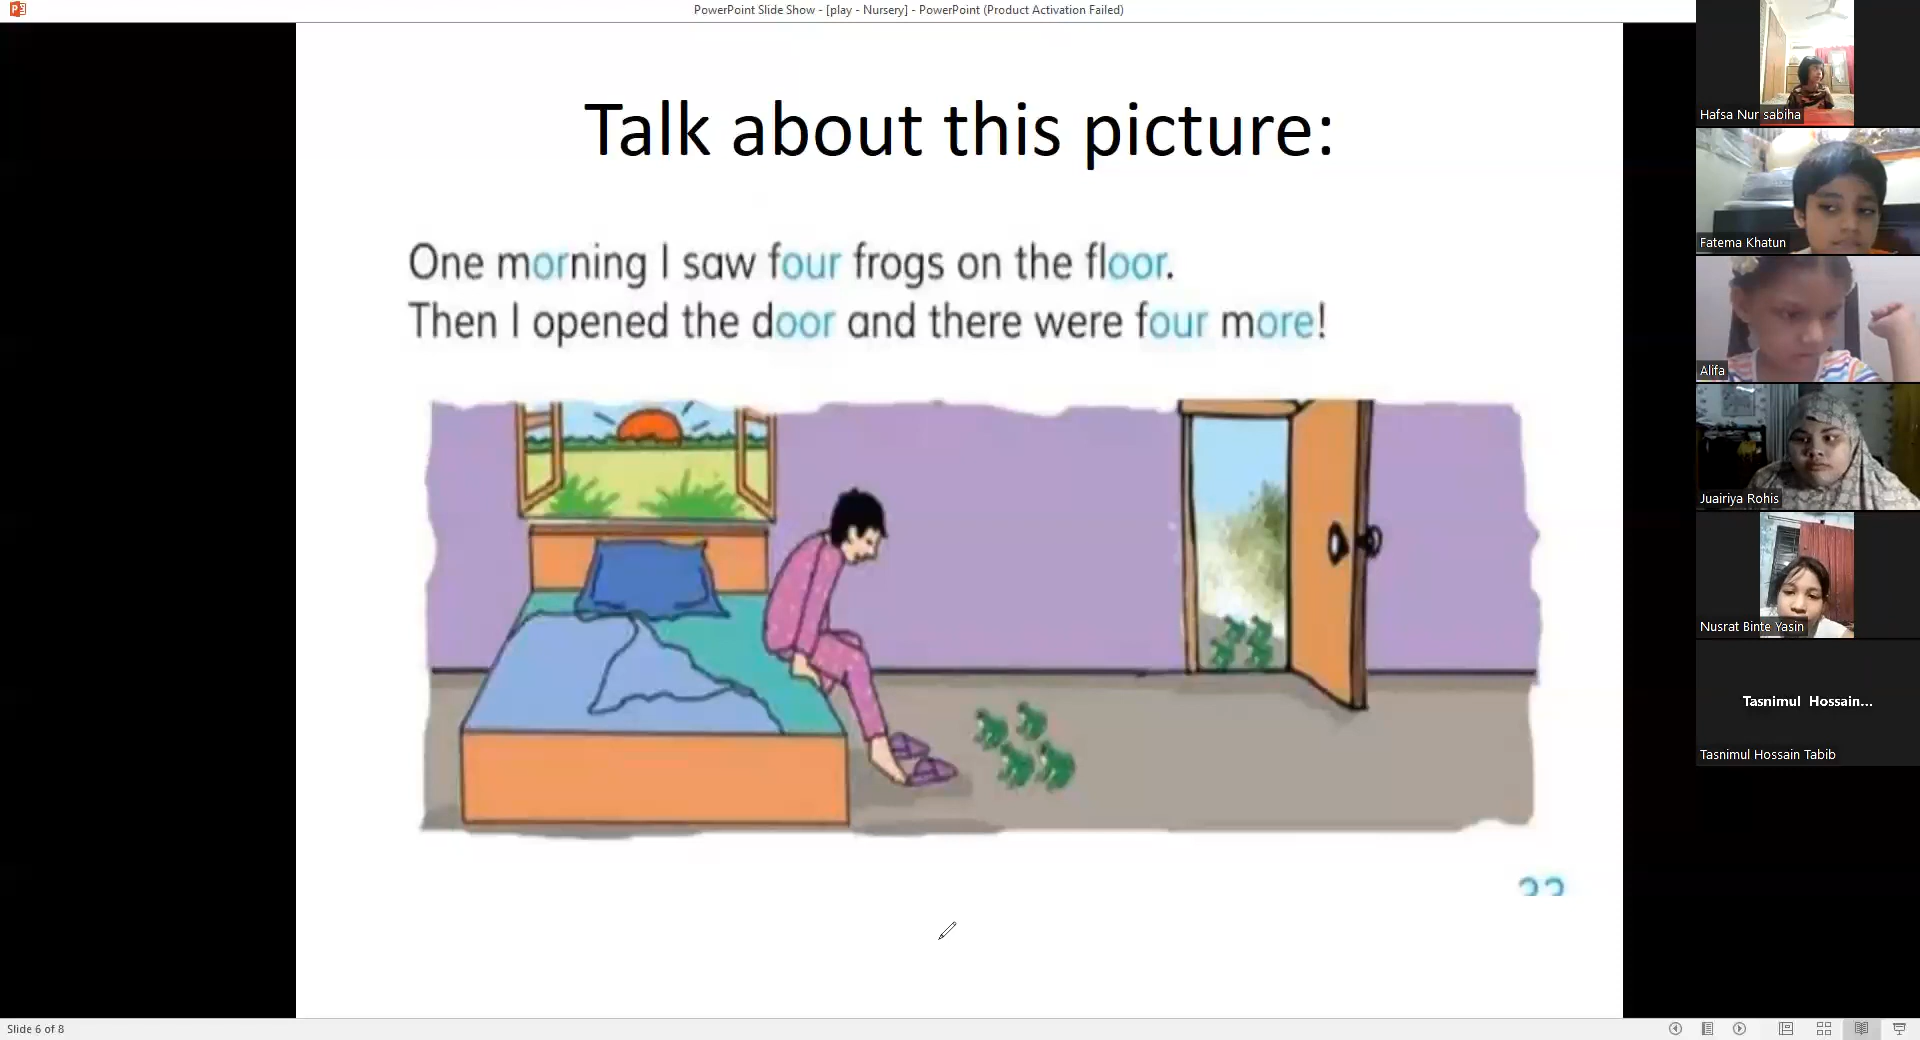 PowerPoint Slide Show - [play - Nursery] - PowerPoint (Product Activation Failed)
Talk about this picture:
One morning I saw four frogs on the floor.
Then I opened the door and there were four more!
Hafsa Nur sabiha
Fatema Khatun
Alifa
Juairiya Rohis
Nusrat Binte Yasin
Tasnimul Hossain...
Tasnimul Hossain Tabib
Slide 6 of 8